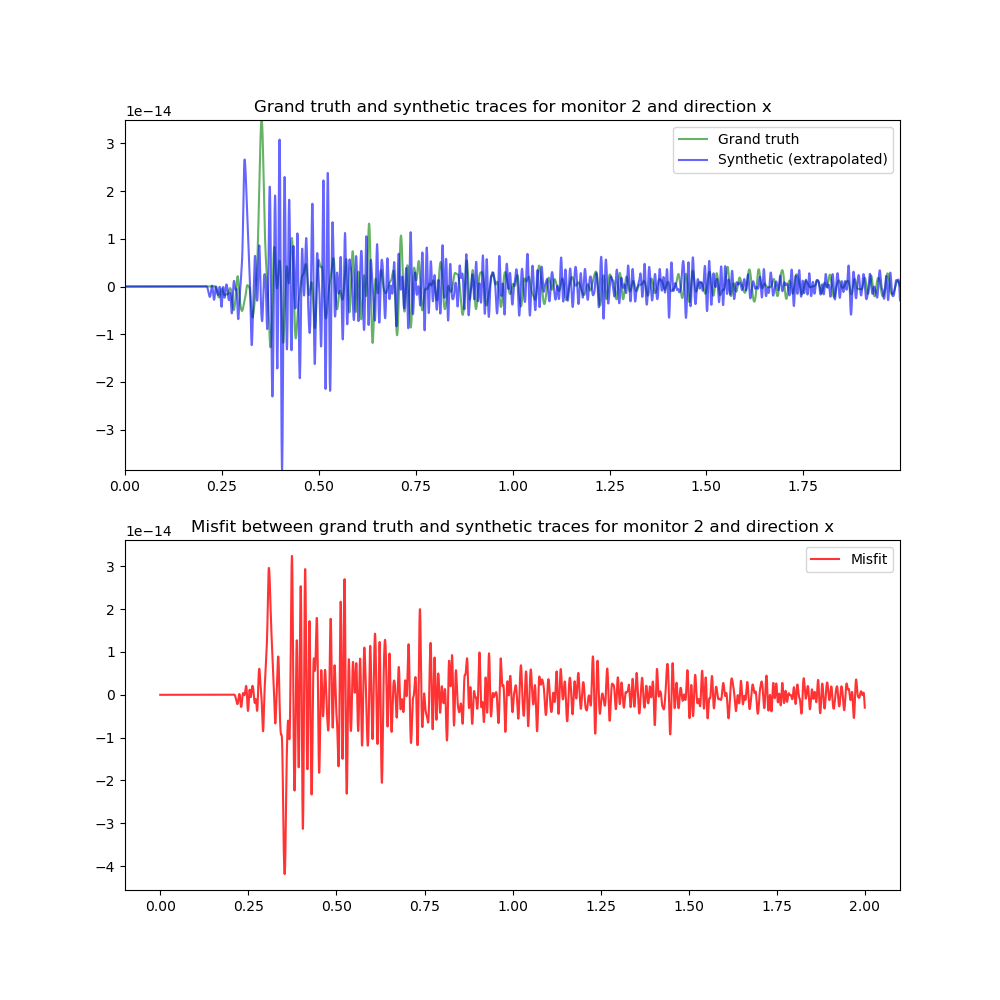 Grand truth and synthetic traces for monitor 2 and direction x
1e−14
Grand truth
Synthetic (extrapolated)
3
2
1
0
−1
−2
−3
0.00 0.25 0.50 0.75 1.00 1.25 1.50 1.75
Misfit between grand truth and synthetic traces for monitor 2 and direction x
1e−14
Misfit
3
2
1
0
−1
−2
−3
−4
0.00 0.25 0.50 0.75 1.00 1.25 1.50 1.75 2.00